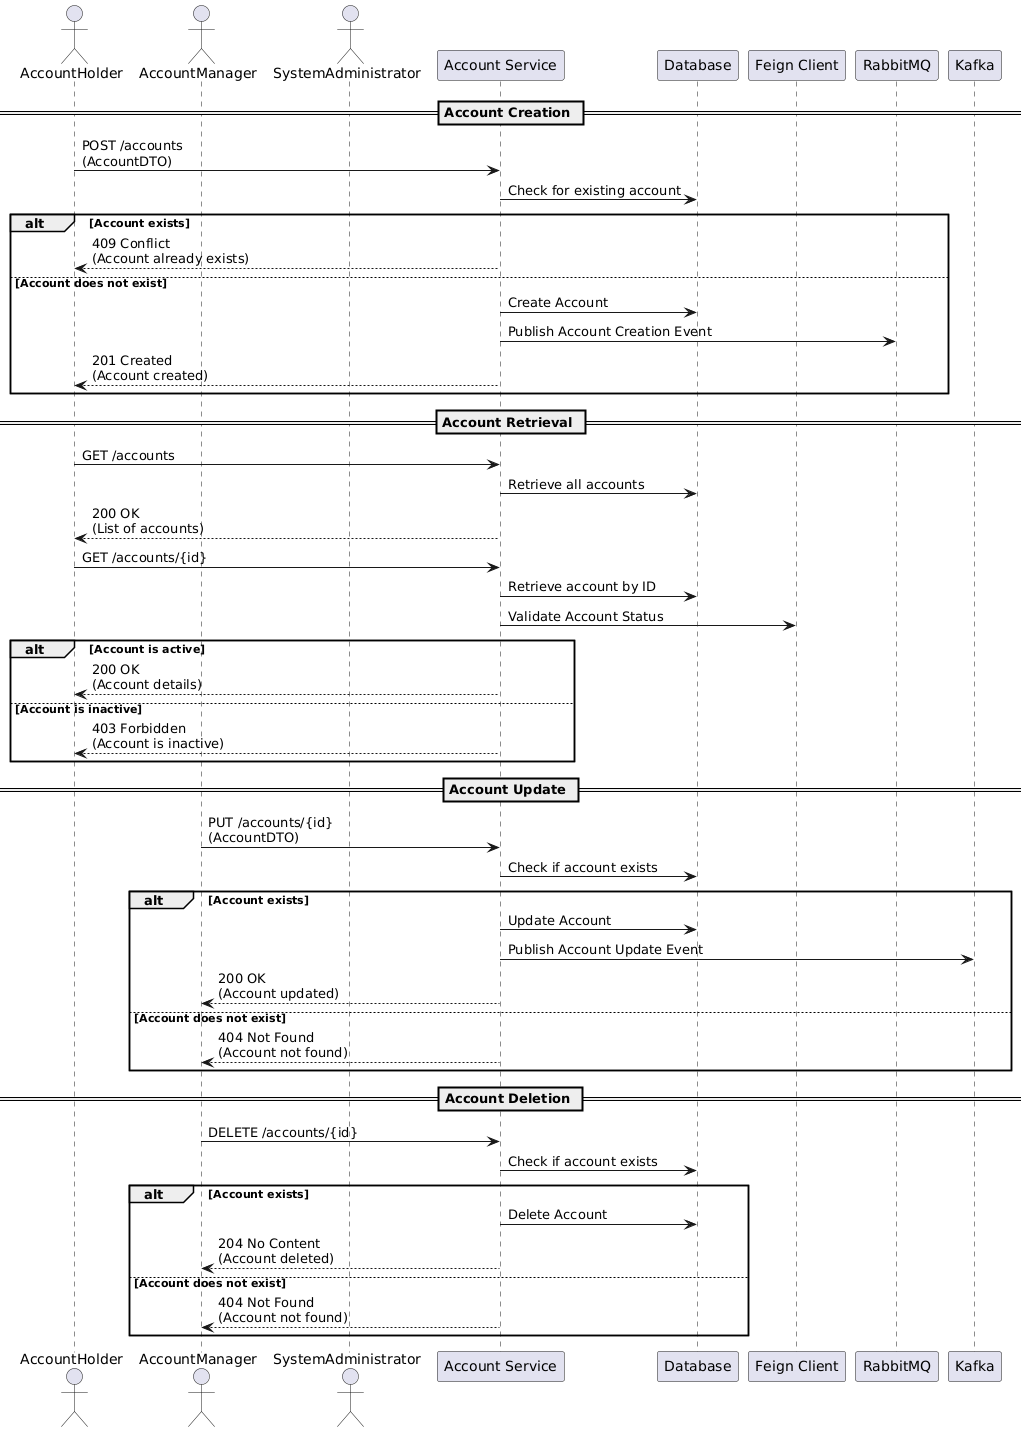 AccountHolder
AccountManager
SystemAdministrator
Account Service
Database
Feign Client
RabbitMQ
Kafka
Account Creation
POST /accounts
(AccountDTO)
Check for existing account
alt
[Account exists]
409 Conflict
(Account already exists)
[Account does not exist]
Create Account
Publish Account Creation Event
201 Created
(Account created)
Account Retrieval
GET /accounts
Retrieve all accounts
200 OK
(List of accounts)
GET /accounts/{id}
Retrieve account by ID
Validate Account Status
alt
[Account is active]
200 OK
(Account details)
[Account is inactive]
403 Forbidden
(Account is inactive)
Account Update
PUT /accounts/{id}
(AccountDTO)
Check if account exists
alt
[Account exists]
Update Account
Publish Account Update Event
200 OK
(Account updated)
[Account does not exist]
404 Not Found
(Account not found)
Account Deletion
DELETE /accounts/{id}
Check if account exists
alt
[Account exists]
Delete Account
204 No Content
(Account deleted)
[Account does not exist]
404 Not Found
(Account not found)
AccountHolder
AccountManager
SystemAdministrator
Account Service
Database
Feign Client
RabbitMQ
Kafka